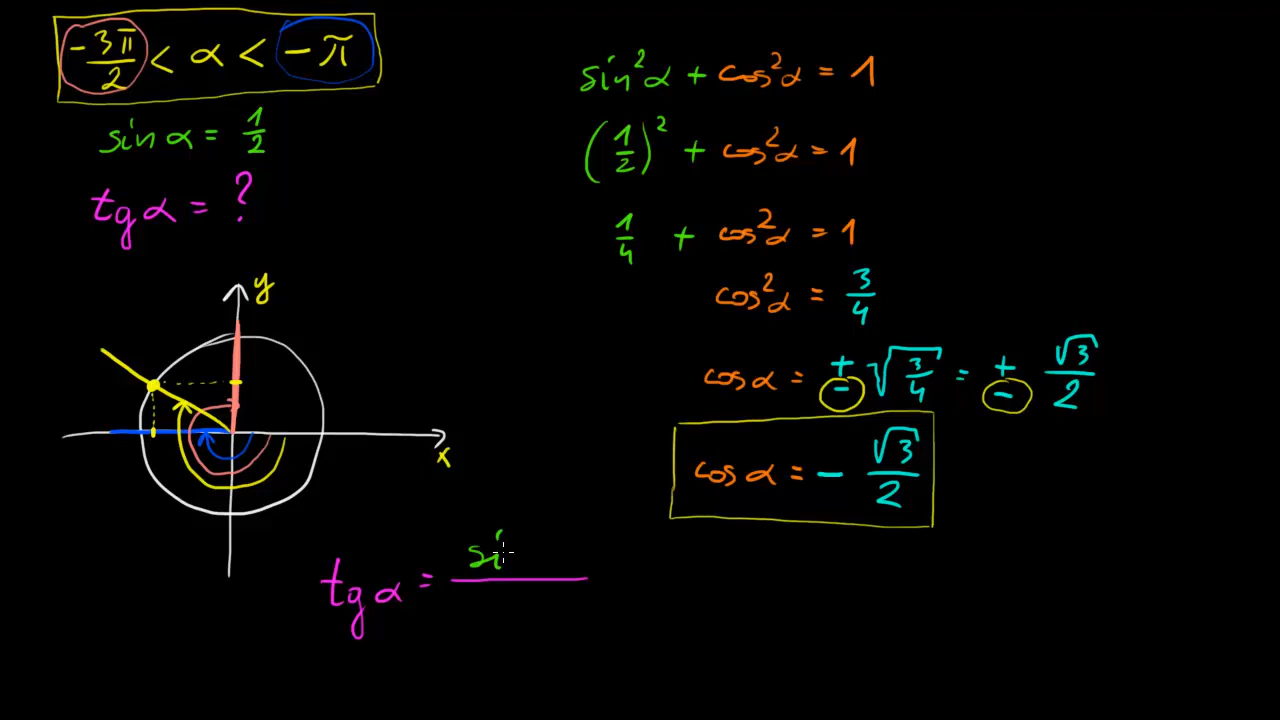 -3π/2 < α < -π
sin α = 1/2
tg α = ?
y
x
sin²α + cos²α = 1
(1/2)² + cos²α = 1
1/4 + cos²α = 1
cos²α = 3/4
cos α = ± √(3/4) = ± √3/2
cos α = - √3/2
tg α = si